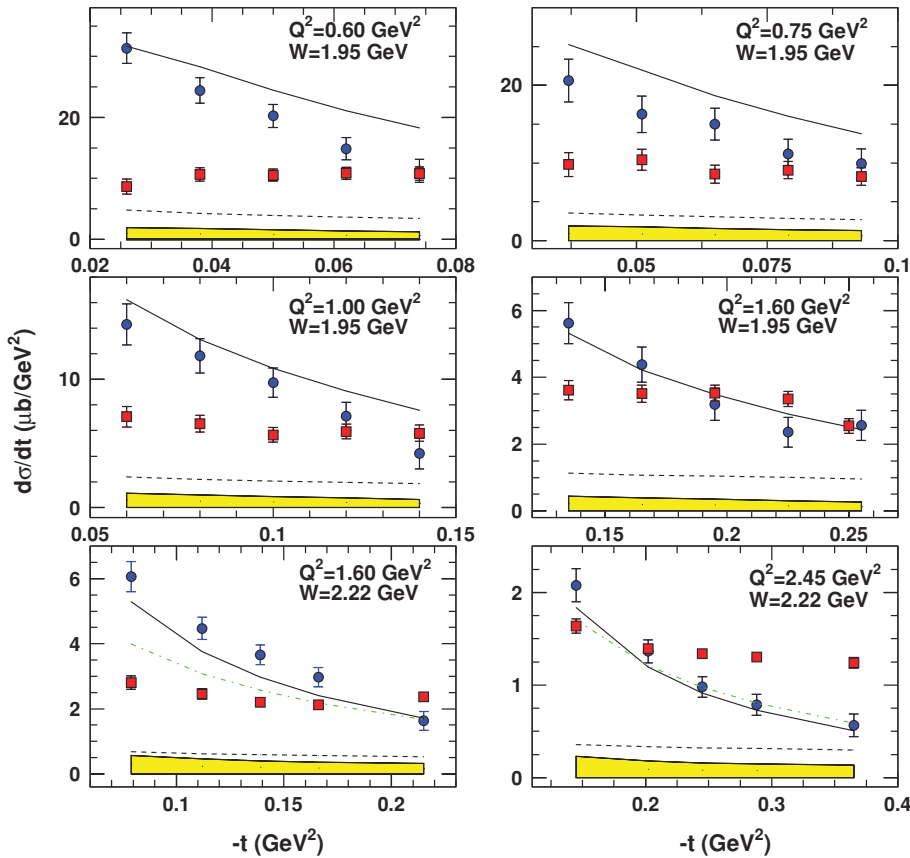 Q²=0.60 GeV²
W=1.95 GeV
20
0
0.02 0.04 0.06 0.08
Q²=0.75 GeV²
W=1.95 GeV
20
0
0.05 0.1
dσ/dt (μb/GeV²)
Q²=1.00 GeV²
W=1.95 GeV
10
0
0.05 0.1 0.15
Q²=1.60 GeV²
W=1.95 GeV
6
4
2
0
0.15 0.2 0.25
Q²=1.60 GeV²
W=2.22 GeV
6
4
2
0
0.1 0.15 0.2
-t (GeV²)
Q²=2.45 GeV²
W=2.22 GeV
2
1
0
0.2 0.3 0.4
-t (GeV²)